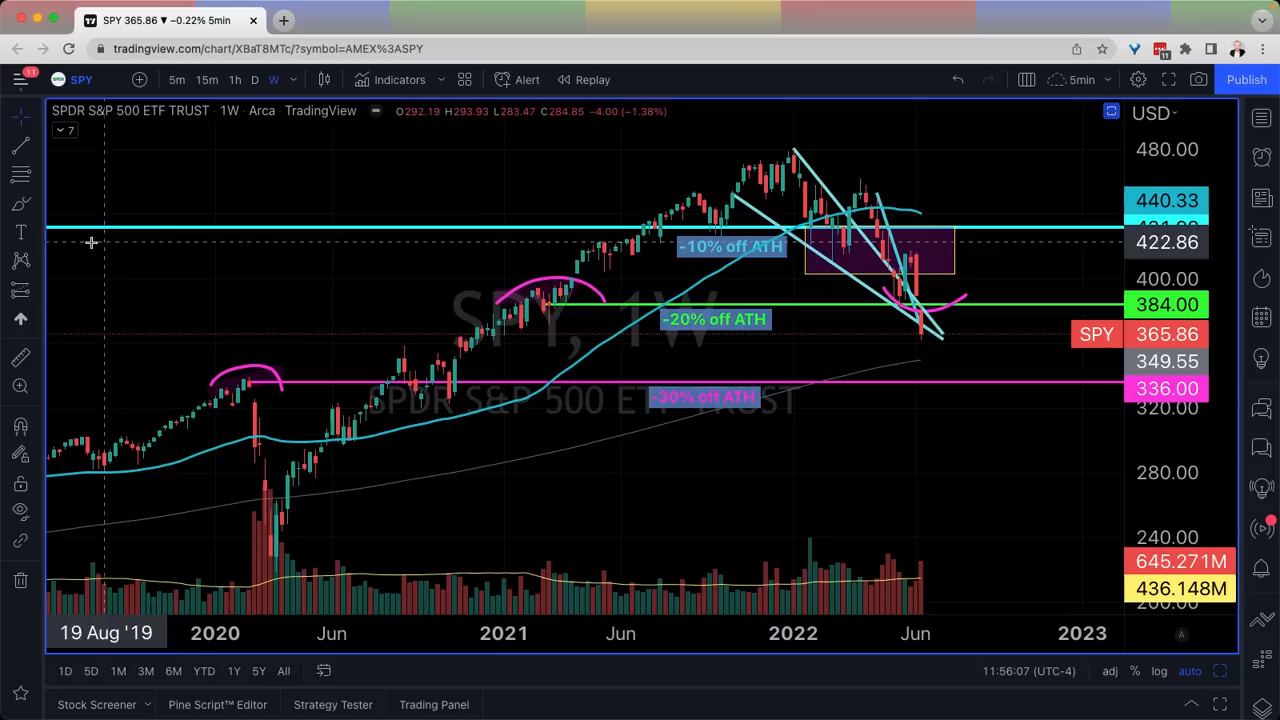 SPY 365.86 ▼ −0.22% 5min
tradingview.com/chart/XBaT8MTc/?symbol=AMEX%3ASPY
11
11
SPY
5m 15m 1h D W
Indicators
Alert
Replay
5min
Publish
SPDR S&P 500 ETF TRUST · 1W · Arca · TradingView
O292.19 H293.93 L283.47 C284.85 −4.00 (−1.38%)
7
USD
480.00
440.33
422.86
-10% off ATH
400.00
384.00
-20% off ATH
SPY, 1W
SPY 365.86
349.55
336.00
-30% off ATH
SPDR S&P 500 ETF TRUST
320.00
280.00
240.00
645.271M
436.148M
200.00
19 Aug '19 2020 Jun 2021 Jun 2022 Jun 2023
A
1D 5D 1M 3M 6M YTD 1Y 5Y All
11:56:07 (UTC-4)
adj % log auto
Stock Screener
Pine Script™ Editor
Strategy Tester
Trading Panel